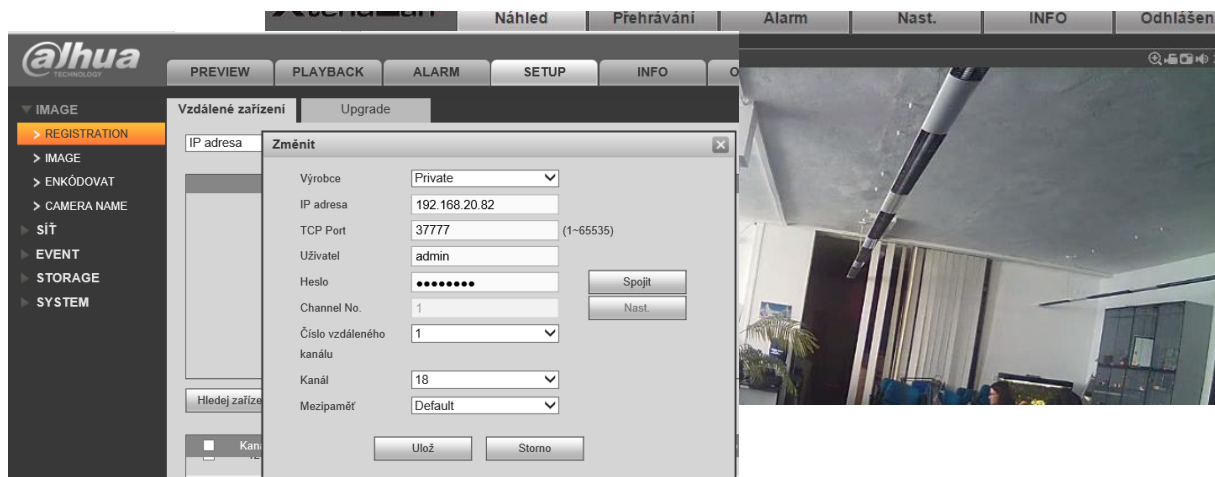 Náhled Přehrávání Alarm Nast. INFO
alhua
TECHNOLOGY
PREVIEW PLAYBACK ALARM SETUP INFO
IMAGE
REGISTRATION
IMAGE
ENKÓDOVAT
CAMERA NAME
SÍŤ
EVENT
STORAGE
SYSTEM
Vzdálené zařízení Upgrade
IP adresa
Změnit
Výrobce Private
IP adresa 192.168.20.82
TCP Port 37777 (1~65535)
Uživatel admin
Heslo ●●●●●●●● Spojit
Channel No. 1 Nast.
Číslo vzdáleného
kanálu 1
Kanál 18
Mezipaměť Default
Hledej
Ulož Storno